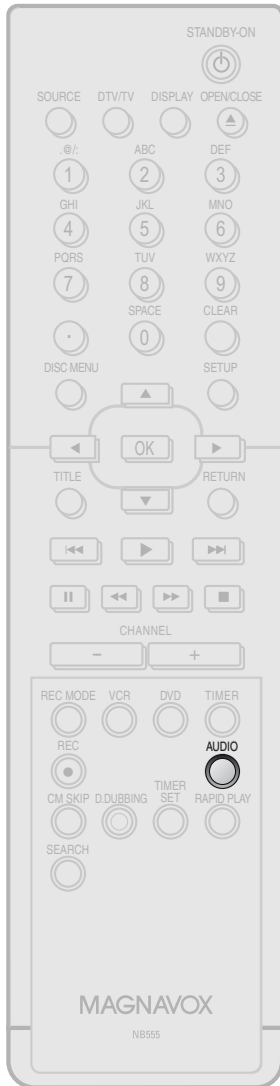 STANDBY-ON
SOURCE DTV/TV DISPLAY OPEN/CLOSE
.@/: ABC DEF
1 2 3
GHI JKL MNO
4 5 6
PQRS TUV WXYZ
7 8 9
SPACE CLEAR
. 0
DISC MENU SETUP
OK
TITLE RETURN
CHANNEL
− +
REC MODE VCR DVD TIMER
REC AUDIO
CM SKIP D.DUBBING TIMER SET RAPID PLAY
SEARCH
MAGNAVOX
NB555